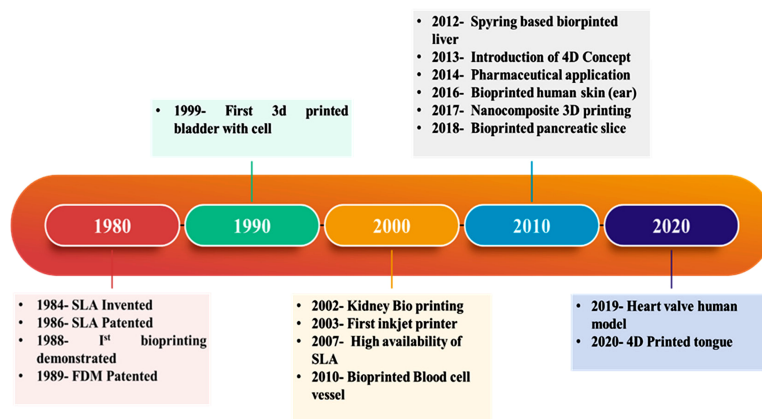 • 2012- Spyring based biorpinted
liver
• 2013- Introduction of 4D Concept
• 2014- Pharmaceutical application
• 2016- Bioprinted human skin (ear)
• 2017- Nanocomposite 3D printing
• 2018- Bioprinted pancreatic slice
• 1999- First 3d printed
bladder with cell
1980
1990
2000
2010
2020
• 1984- SLA Invented
• 1986- SLA Patented
• 1988- Ist bioprinting
demonstrated
• 1989- FDM Patented
• 2002- Kidney Bio printing
• 2003- First inkjet printer
• 2007- High availability of
SLA
• 2010- Bioprinted Blood cell
vessel
• 2019- Heart valve human
model
• 2020- 4D Printed tongue